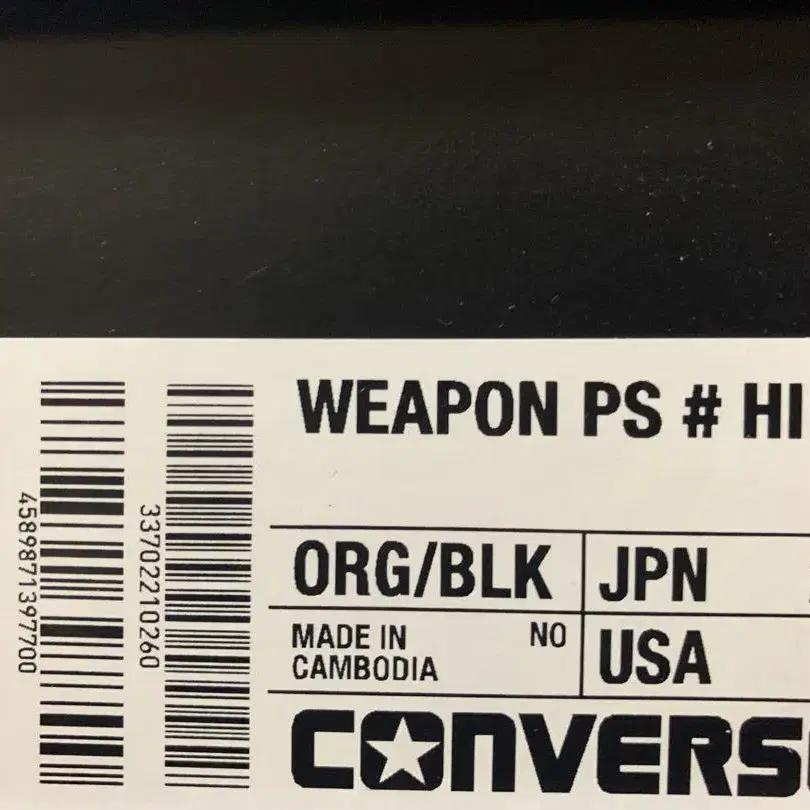 WEAPON PS # HI
ORG/BLK
JPN
MADE IN
CAMBODIA
NO
USA
CONVERS
4589871397700
33702210260